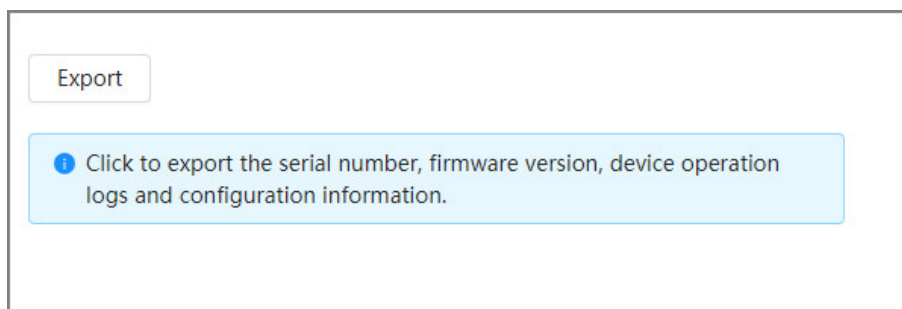 Export
Click to export the serial number, firmware version, device operation
logs and configuration information.